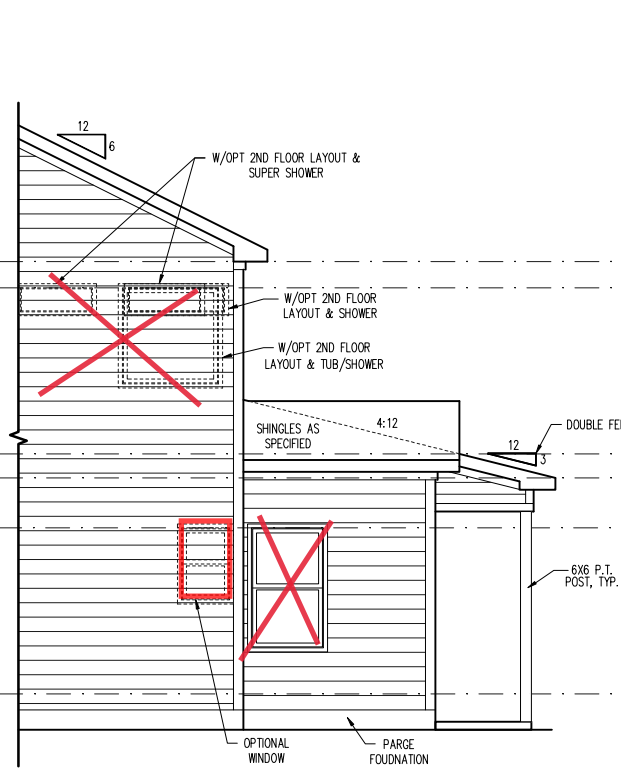 12
6
W/OPT 2ND FLOOR LAYOUT &
SUPER SHOWER
W/OPT 2ND FLOOR
LAYOUT & SHOWER
W/OPT 2ND FLOOR
LAYOUT & TUB/SHOWER
SHINGLES AS
SPECIFIED
4:12
12
3
DOUBLE FEL
6X6 P.T.
POST, TYP.
OPTIONAL
WINDOW
PARGE
FOUDNATION